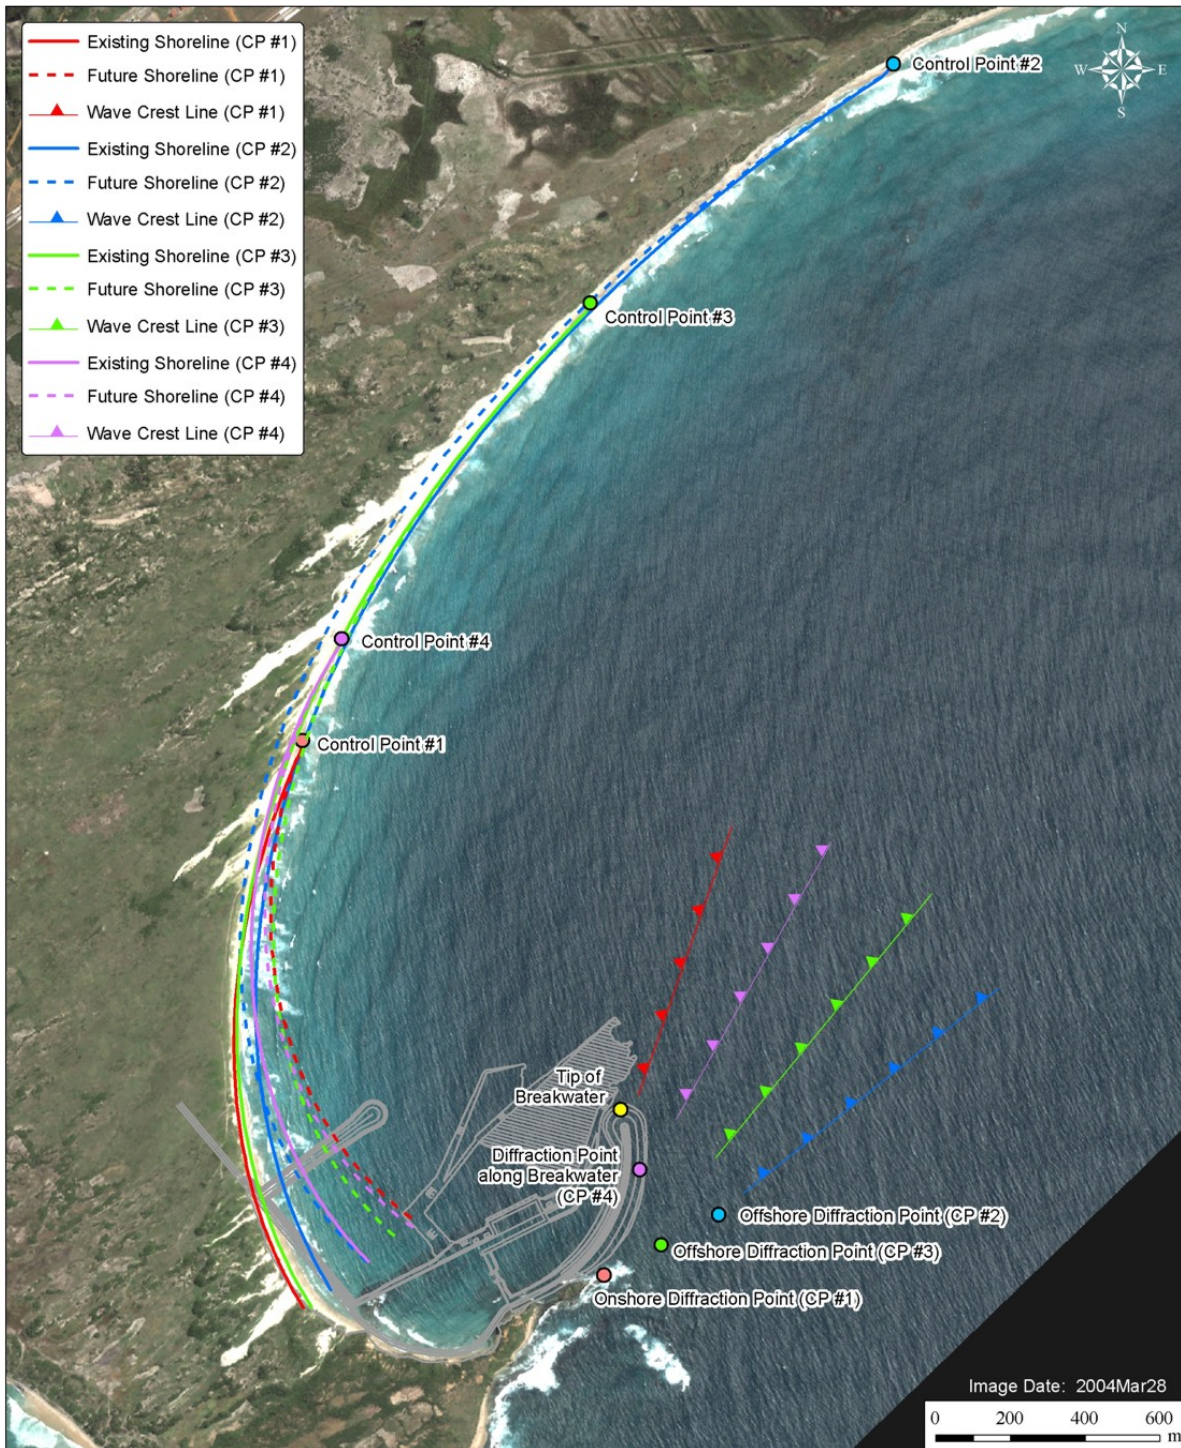 Existing Shoreline (CP #1)
Future Shoreline (CP #1)
Wave Crest Line (CP #1)
Existing Shoreline (CP #2)
Future Shoreline (CP #2)
Wave Crest Line (CP #2)
Existing Shoreline (CP #3)
Future Shoreline (CP #3)
Wave Crest Line (CP #3)
Existing Shoreline (CP #4)
Future Shoreline (CP #4)
Wave Crest Line (CP #4)
N
W E
S
Control Point #2
Control Point #3
Control Point #4
Control Point #1
Tip of
Breakwater
Diffraction Point
along Breakwater
(CP #4)
Offshore Diffraction Point (CP #2)
Offshore Diffraction Point (CP #3)
Onshore Diffraction Point (CP #1)
Image Date: 2004Mar28
0 200 400 600
m